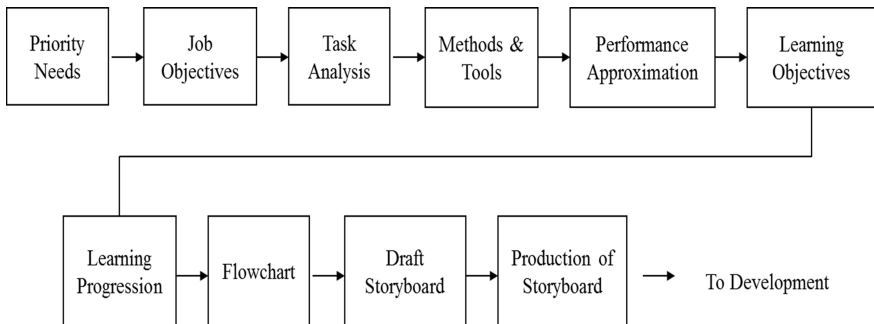 Priority
Needs
Job
Objectives
Task
Analysis
Methods &
Tools
Performance
Approximation
Learning
Objectives
Learning
Progression
Flowchart
Draft
Storyboard
Production of
Storyboard
To Development